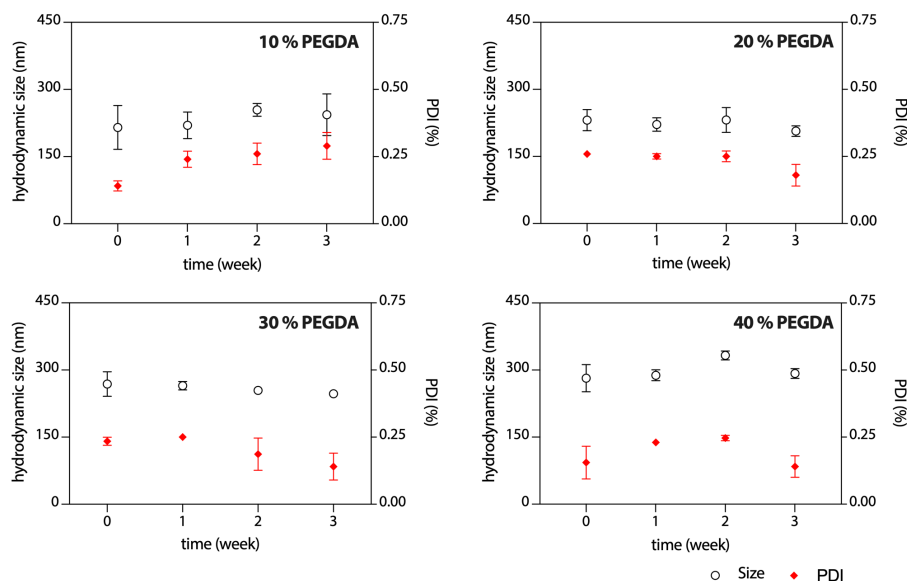 10 % PEGDA
hydrodynamic size (nm)
450
300
150
0
PDI (%)
0.75
0.50
0.25
0.00
0 1 2 3
time (week)
20 % PEGDA
hydrodynamic size (nm)
450
300
150
0
PDI (%)
0.75
0.50
0.25
0.00
0 1 2 3
time (week)
30 % PEGDA
hydrodynamic size (nm)
450
300
150
0
PDI (%)
0.75
0.50
0.25
0.00
0 1 2 3
time (week)
40 % PEGDA
hydrodynamic size (nm)
450
300
150
0
PDI (%)
0.75
0.50
0.25
0.00
0 1 2 3
time (week)
Size PDI